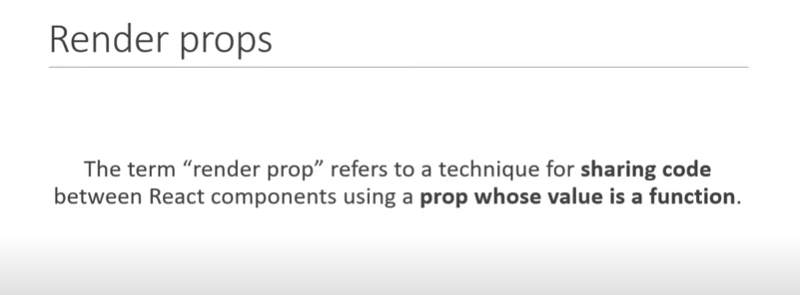 Render props
The term “render prop” refers to a technique for sharing code
between React components using a prop whose value is a function.